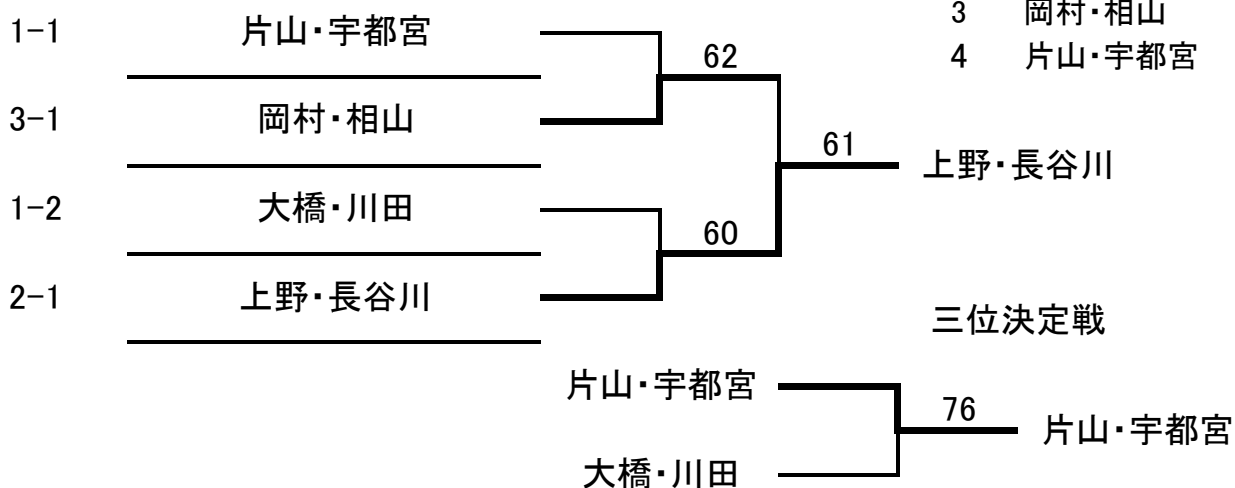 3 岡村・相山
1-1 片山・宇都宮
62
4 片山・宇都宮
3-1 岡村・相山
61
上野・長谷川
1-2 大橋・川田
60
2-1 上野・長谷川
三位決定戦
片山・宇都宮
76
片山・宇都宮
大橋・川田